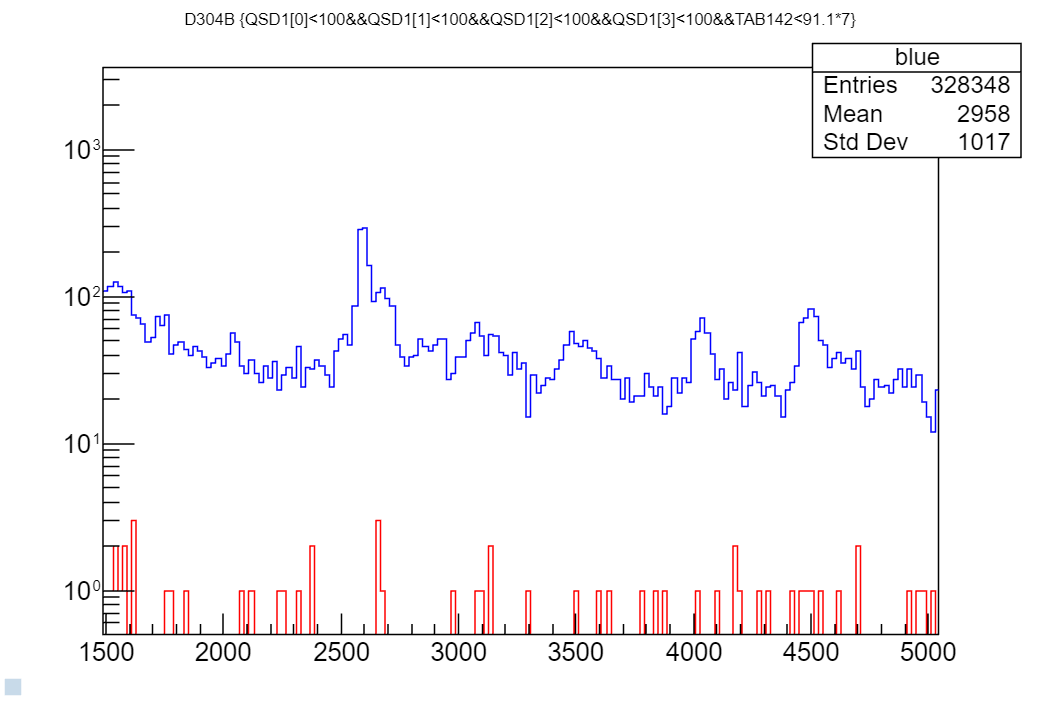 D304B {QSD1[0]<100&&QSD1[1]<100&&QSD1[2]<100&&QSD1[3]<100&&TAB142<91.1*7}
blue
Entries 328348
Mean 2958
Std Dev 1017
10³
10²
10¹
10⁰
1500 2000 2500 3000 3500 4000 4500 5000